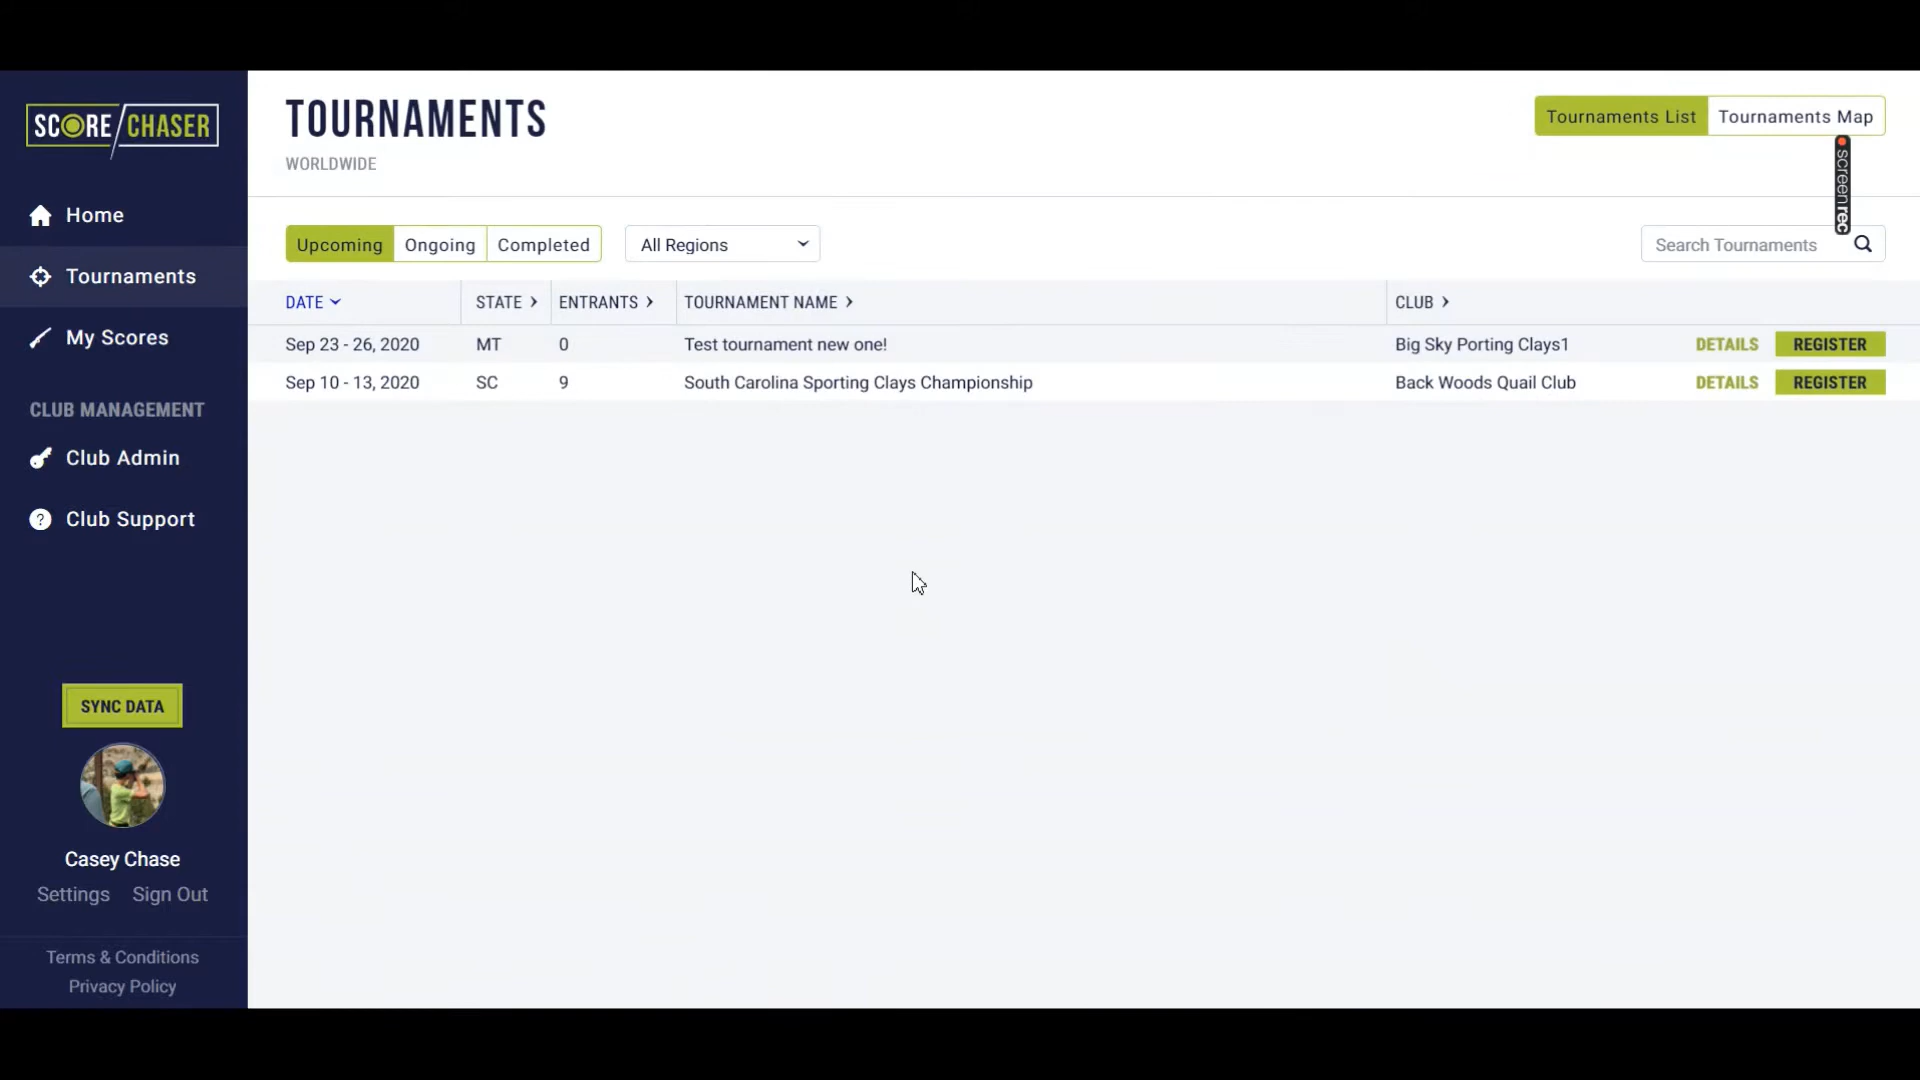 SCORE/CHASER
Home
Tournaments
My Scores
CLUB MANAGEMENT
Club Admin
Club Support
SYNC DATA
Casey Chase
Settings Sign Out
Terms & Conditions
Privacy Policy
TOURNAMENTS
WORLDWIDE
Tournaments List Tournaments Map
screenrec
Upcoming Ongoing Completed All Regions Search Tournaments
DATE STATE ENTRANTS TOURNAMENT NAME CLUB
Sep 23 - 26, 2020 MT 0 Test tournament new one! Big Sky Porting Clays1 DETAILS REGISTER
Sep 10 - 13, 2020 SC 9 South Carolina Sporting Clays Championship Back Woods Quail Club DETAILS REGISTER